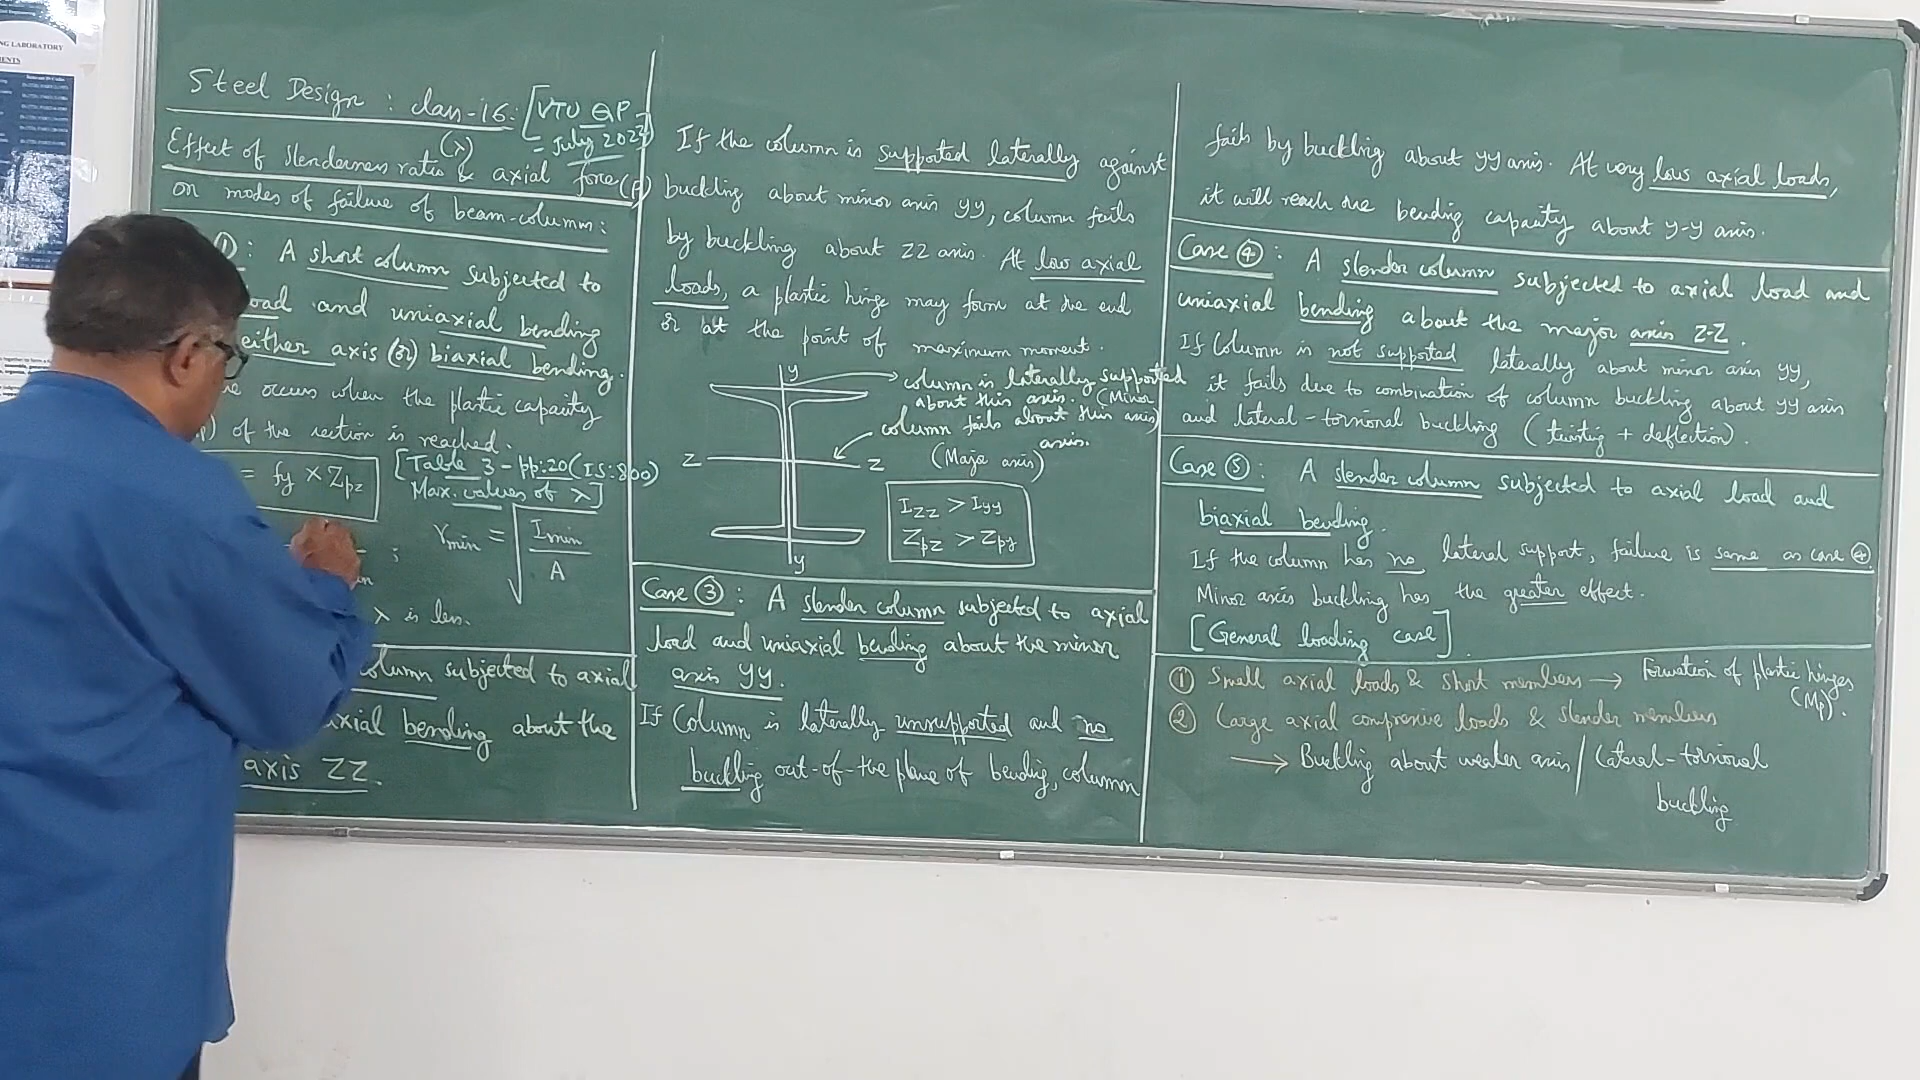 NG LABORATORY
Steel Design : class-16 : [VTU QP
- July 2023]
Effect of slenderness ratio (λ) & axial force (P)
on modes of failure of beam-columns :
①: A short column subjected to
load and uniaxial bending
either axis (or) biaxial bending.
occurs when the plastic capacity
) of the section is reached.
= fy × Zpz
[Table 3 - pp:20 (IS:800)
Max. values of λ]
; rmin = √ Imin / A
λ is less.
column subjected to axial
axial bending about the
axis ZZ.
If the column is supported laterally against
buckling about minor axis yy, column fails
by buckling about ZZ axis. At low axial
loads, a plastic hinge may form at the end
or at the point of maximum moment.
y
column is laterally supported
about this axis. (Minor axis)
column fails about this
axis.
(Major axis)
Z Z
y
Izz > Iyy
Zpz > Zpy
Case ③ : A slender column subjected to axial
load and uniaxial bending about the minor
axis yy.
If Column is laterally unsupported and no
buckling out-of-the plane of bending, column
fails by buckling about yy axis. At very low axial loads,
it will reach the bending capacity about y-y axis.
Case ④ : A slender column subjected to axial load and
uniaxial bending about the major axis Z-Z.
If Column is not supported laterally about minor axis yy,
it fails due to combination of column buckling about yy axis
and lateral-torsional buckling (twisting + deflection).
Case ⑤ : A slender column subjected to axial load and
biaxial bending.
If the column has no lateral support, failure is same as case ④.
Minor axis buckling has the greater effect.
[General loading case]
① Small axial loads & short members → Formation of plastic hinges
(Mp).
② Large axial compressive loads & slender members
→ Buckling about weaker axis / Lateral-torsional
buckling